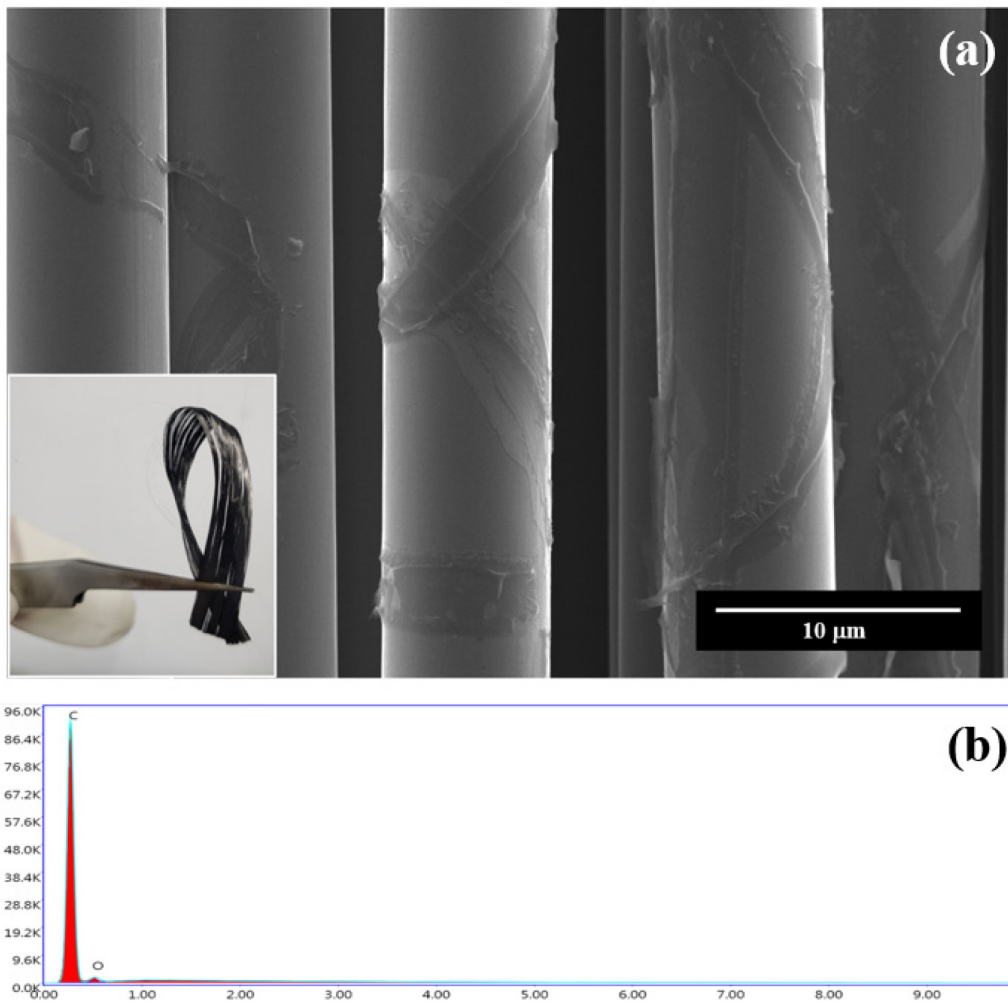 (a)
10 μm
(b)
96.0K
C
86.4K
76.8K
67.2K
57.6K
48.0K
38.4K
28.8K
19.2K
9.6K
O
0.0K
0.00 1.00 2.00 3.00 4.00 5.00 6.00 7.00 8.00 9.00